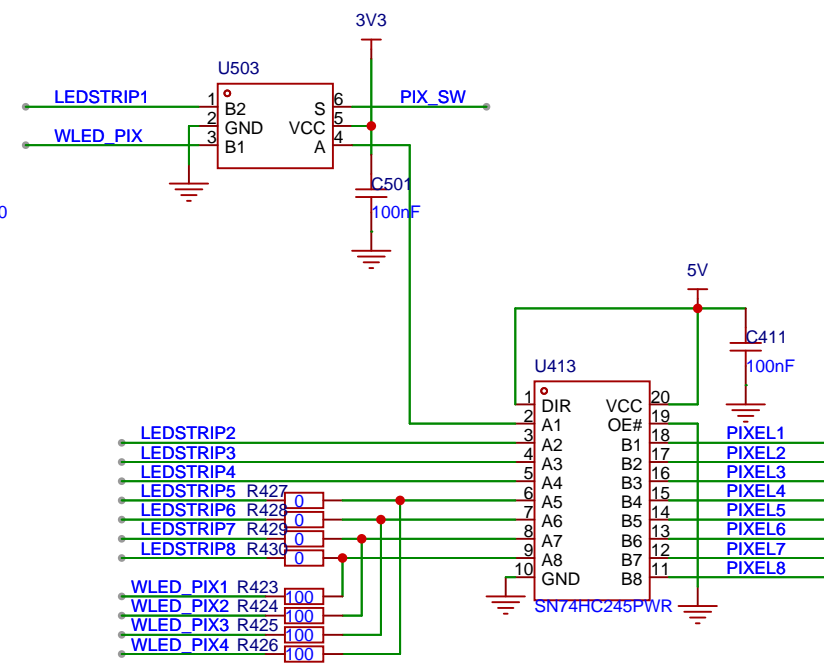 3V3
U503
LEDSTRIP1 1 B2 S 6 PIX_SW
2 GND VCC 5
WLED_PIX 3 B1 A 4
C501
0 100nF
5V
C411
U413 100nF
1 DIR VCC 20
2 A1 OE# 19
LEDSTRIP2 3 A2 B1 18 PIXEL1
LEDSTRIP3 4 A3 B2 17 PIXEL2
LEDSTRIP4 5 A4 B3 16 PIXEL3
LEDSTRIP5 R427 0 6 A5 B4 15 PIXEL4
LEDSTRIP6 R428 0 7 A6 B5 14 PIXEL5
LEDSTRIP7 R429 0 8 A7 B6 13 PIXEL6
LEDSTRIP8 R430 0 9 A8 B7 12 PIXEL7
10 GND B8 11 PIXEL8
WLED_PIX1 R423 100
WLED_PIX2 R424 100
WLED_PIX3 R425 100
WLED_PIX4 R426 100
SN74HC245PWR